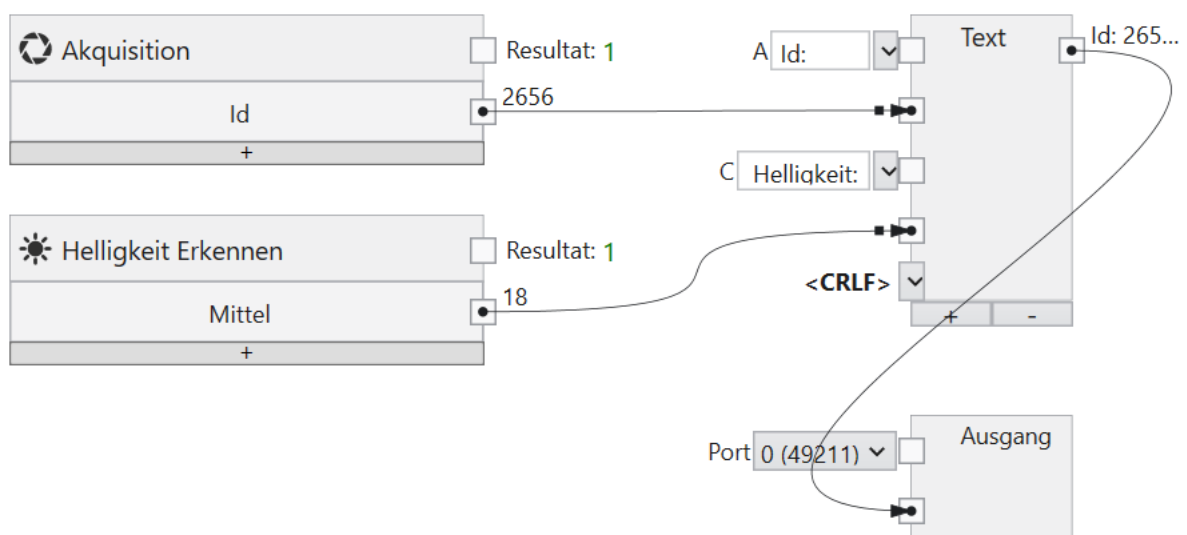 Akquisition
Resultat: 1
Id
2656
+
Helligkeit Erkennen
Resultat: 1
Mittel
18
+
Text
A Id:
Id: 265...
C Helligkeit:
<CRLF>
+ -
Ausgang
Port 0 (49211)